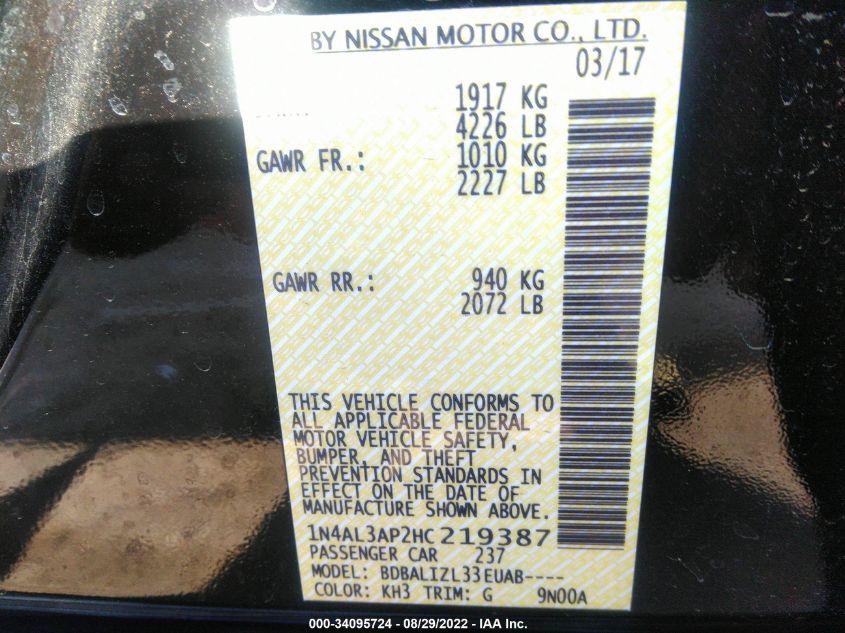 BY NISSAN MOTOR CO., LTD.
03/17
1917 KG
4226 LB
GAWR FR.: 1010 KG
2227 LB
GAWR RR.: 940 KG
2072 LB
THIS VEHICLE CONFORMS TO
ALL APPLICABLE FEDERAL
MOTOR VEHICLE SAFETY,
BUMPER, AND THEFT
PREVENTION STANDARDS IN
EFFECT ON THE DATE OF
MANUFACTURE SHOWN ABOVE.
1N4AL3AP2HC219387
PASSENGER CAR 237
MODEL: BDBALIZL33EUAB----
COLOR: KH3 TRIM: G 9N00A
000-34095724 - 08/29/2022 - IAA Inc.